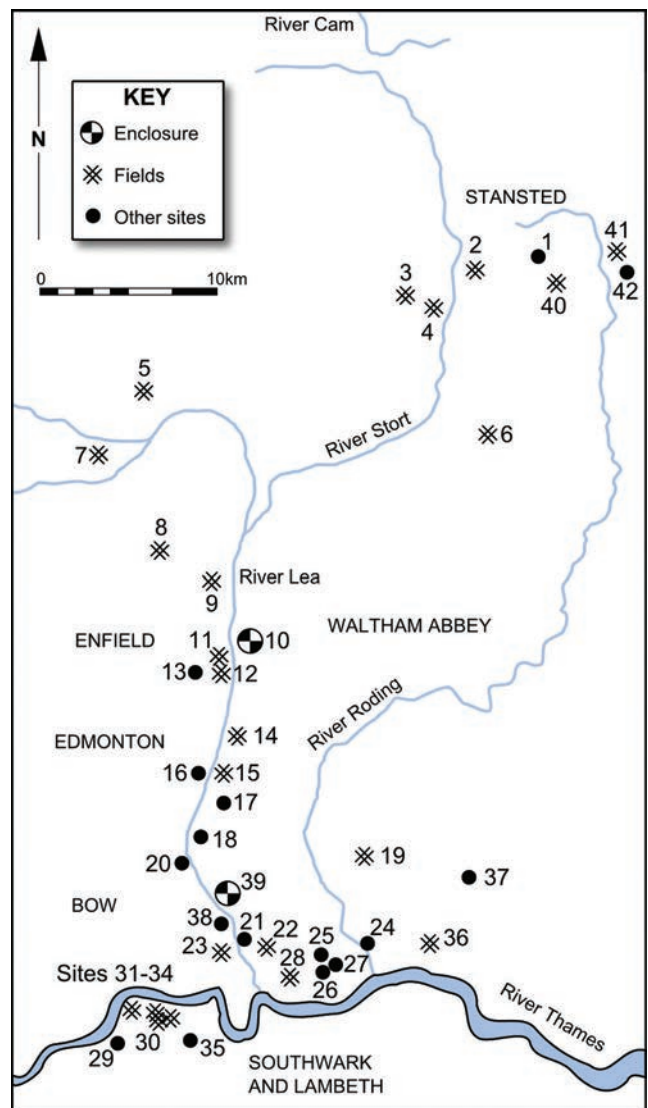 River Cam
KEY
Enclosure
Fields
Other sites
N
0 10km
STANSTED
41
1
2
42
40
3
4
5
River Stort
6
7
8
9
River Lea
ENFIELD
11
10
WALTHAM ABBEY
13
12
River Roding
EDMONTON
14
16
15
17
18
19
20
39
37
BOW
38
21
22
24
36
23
25
28
27
26
Sites 31-34
River Thames
29
30
35
SOUTHWARK
AND LAMBETH